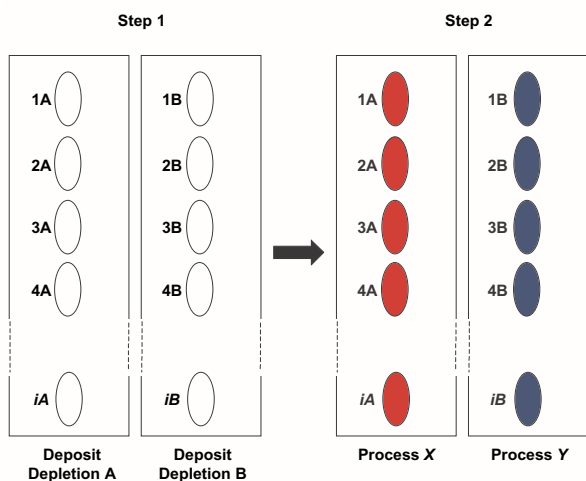 Step 1
Step 2
1A
1B
1A
1B
2A
2B
2A
2B
3A
3B
3A
3B
4A
4B
4A
4B
iA
iB
iA
iB
Deposit
Depletion A
Deposit
Depletion B
Process X
Process Y